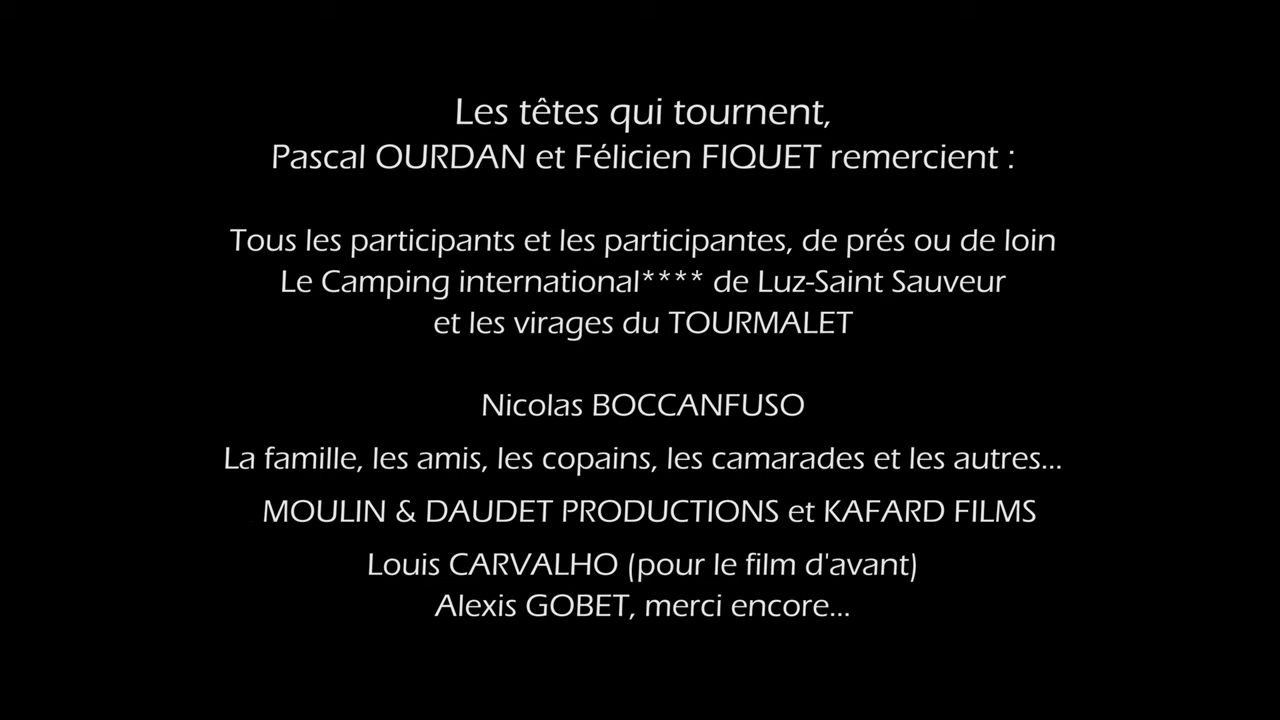 Les têtes qui tournent,
Pascal OURDAN et Félicien FIQUET remercient :
Tous les participants et les participantes, de prés ou de loin
Le Camping international**** de Luz-Saint Sauveur
et les virages du TOURMALET
Nicolas BOCCANFUSO
La famille, les amis, les copains, les camarades et les autres...
MOULIN & DAUDET PRODUCTIONS et KAFARD FILMS
Louis CARVALHO (pour le film d'avant)
Alexis GOBET, merci encore...